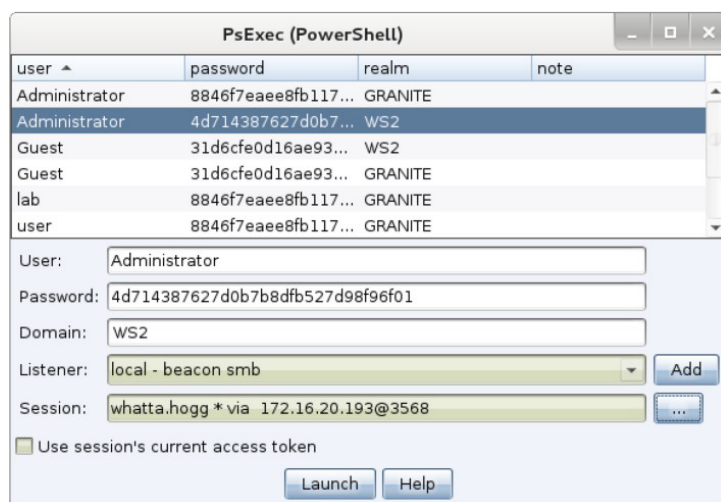 PsExec (PowerShell)
user password realm note
Administrator 8846f7eaee8fb117... GRANITE
Administrator 4d714387627d0b7... WS2
Guest 31d6cfe0d16ae93... WS2
Guest 31d6cfe0d16ae93... GRANITE
lab 8846f7eaee8fb117... GRANITE
user 8846f7eaee8fb117... GRANITE
User: Administrator
Password: 4d714387627d0b7b8dfb527d98f96f01
Domain: WS2
Listener: local - beacon smb Add
Session: whatta.hogg * via 172.16.20.193@3568 ...
Use session's current access token
Launch Help